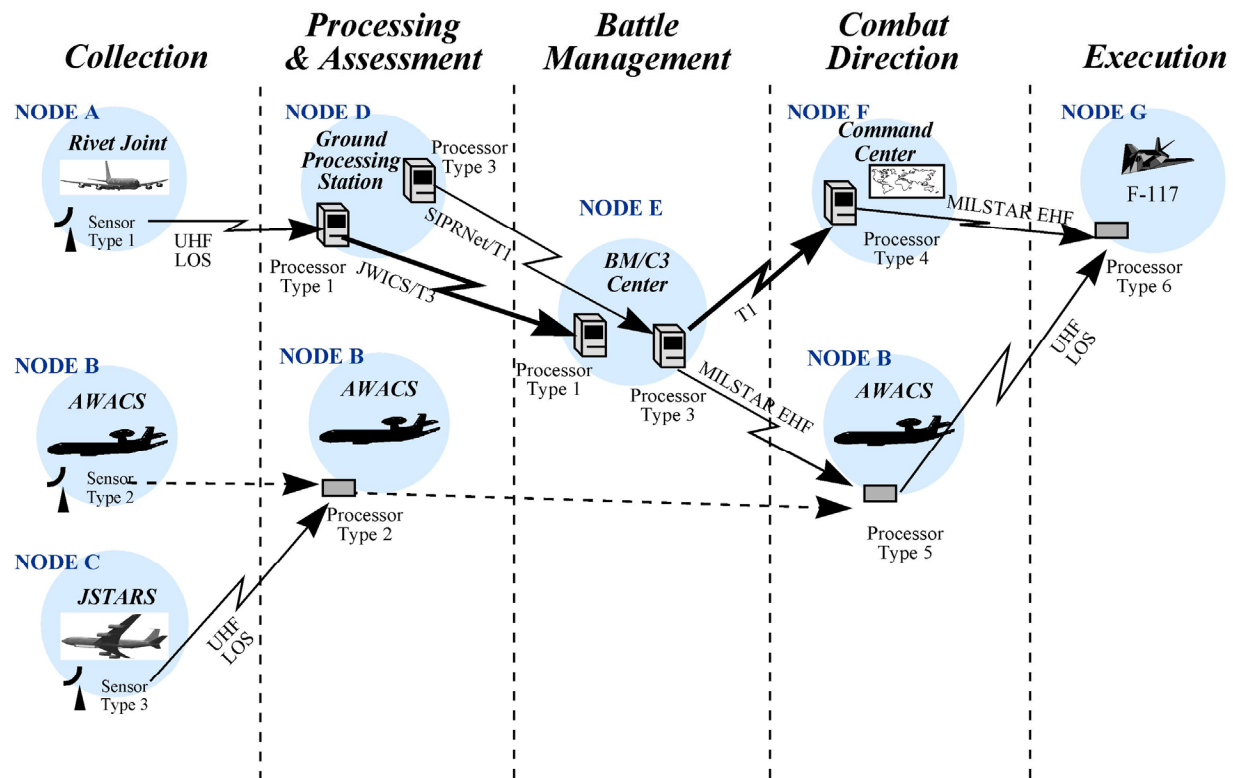 Collection
Processing
& Assessment
Battle
Management
Combat
Direction
Execution
NODE A
Rivet Joint
Sensor
Type 1
UHF
LOS
NODE D
Ground
Processing
Station
Processor
Type 3
Processor
Type 1
SIPRNet/T1
JWICS/T3
NODE E
BM/C3
Center
Processor
Type 1
Processor
Type 3
T1
MILSTAR EHF
NODE F
Command
Center
Processor
Type 4
MILSTAR EHF
NODE G
F-117
Processor
Type 6
UHF
LOS
NODE B
AWACS
Sensor
Type 2
NODE B
AWACS
Processor
Type 2
NODE B
AWACS
Processor
Type 5
NODE C
JSTARS
Sensor
Type 3
UHF
LOS